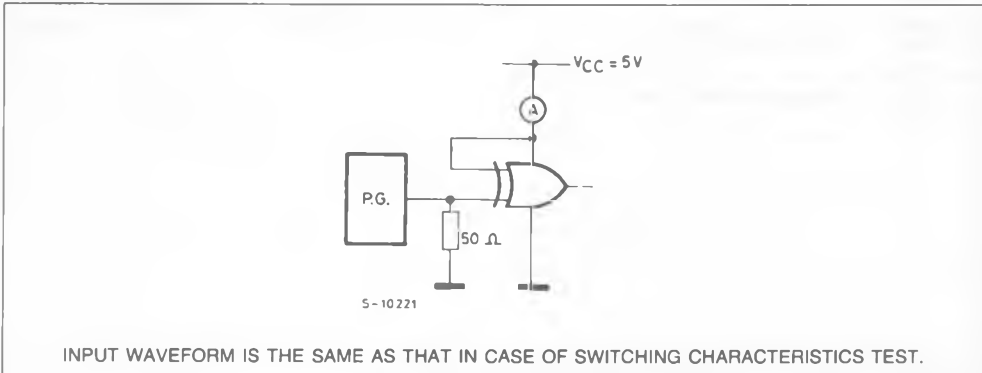 VCC = 5V
A
P.G.
50 Ω
S-10221
INPUT WAVEFORM IS THE SAME AS THAT IN CASE OF SWITCHING CHARACTERISTICS TEST.